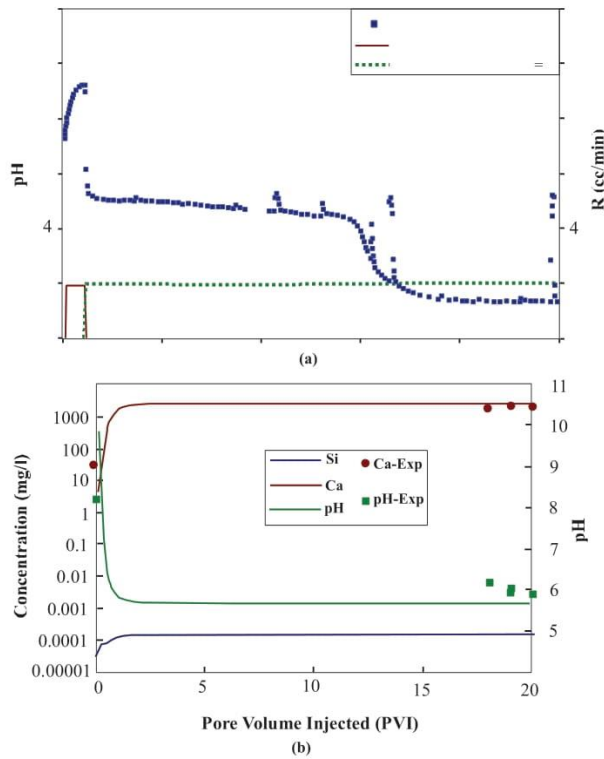 pH
4
R (cc/min)
4
=
(a)
Concentration (mg/l)
1000
100
10
1
0.1
0.01
0.001
0.0001
0.00001
Si
Ca
pH
Ca-Exp
pH-Exp
11
10
9
8
7
6
5
pH
0
5
10
15
20
Pore Volume Injected (PVI)
(b)